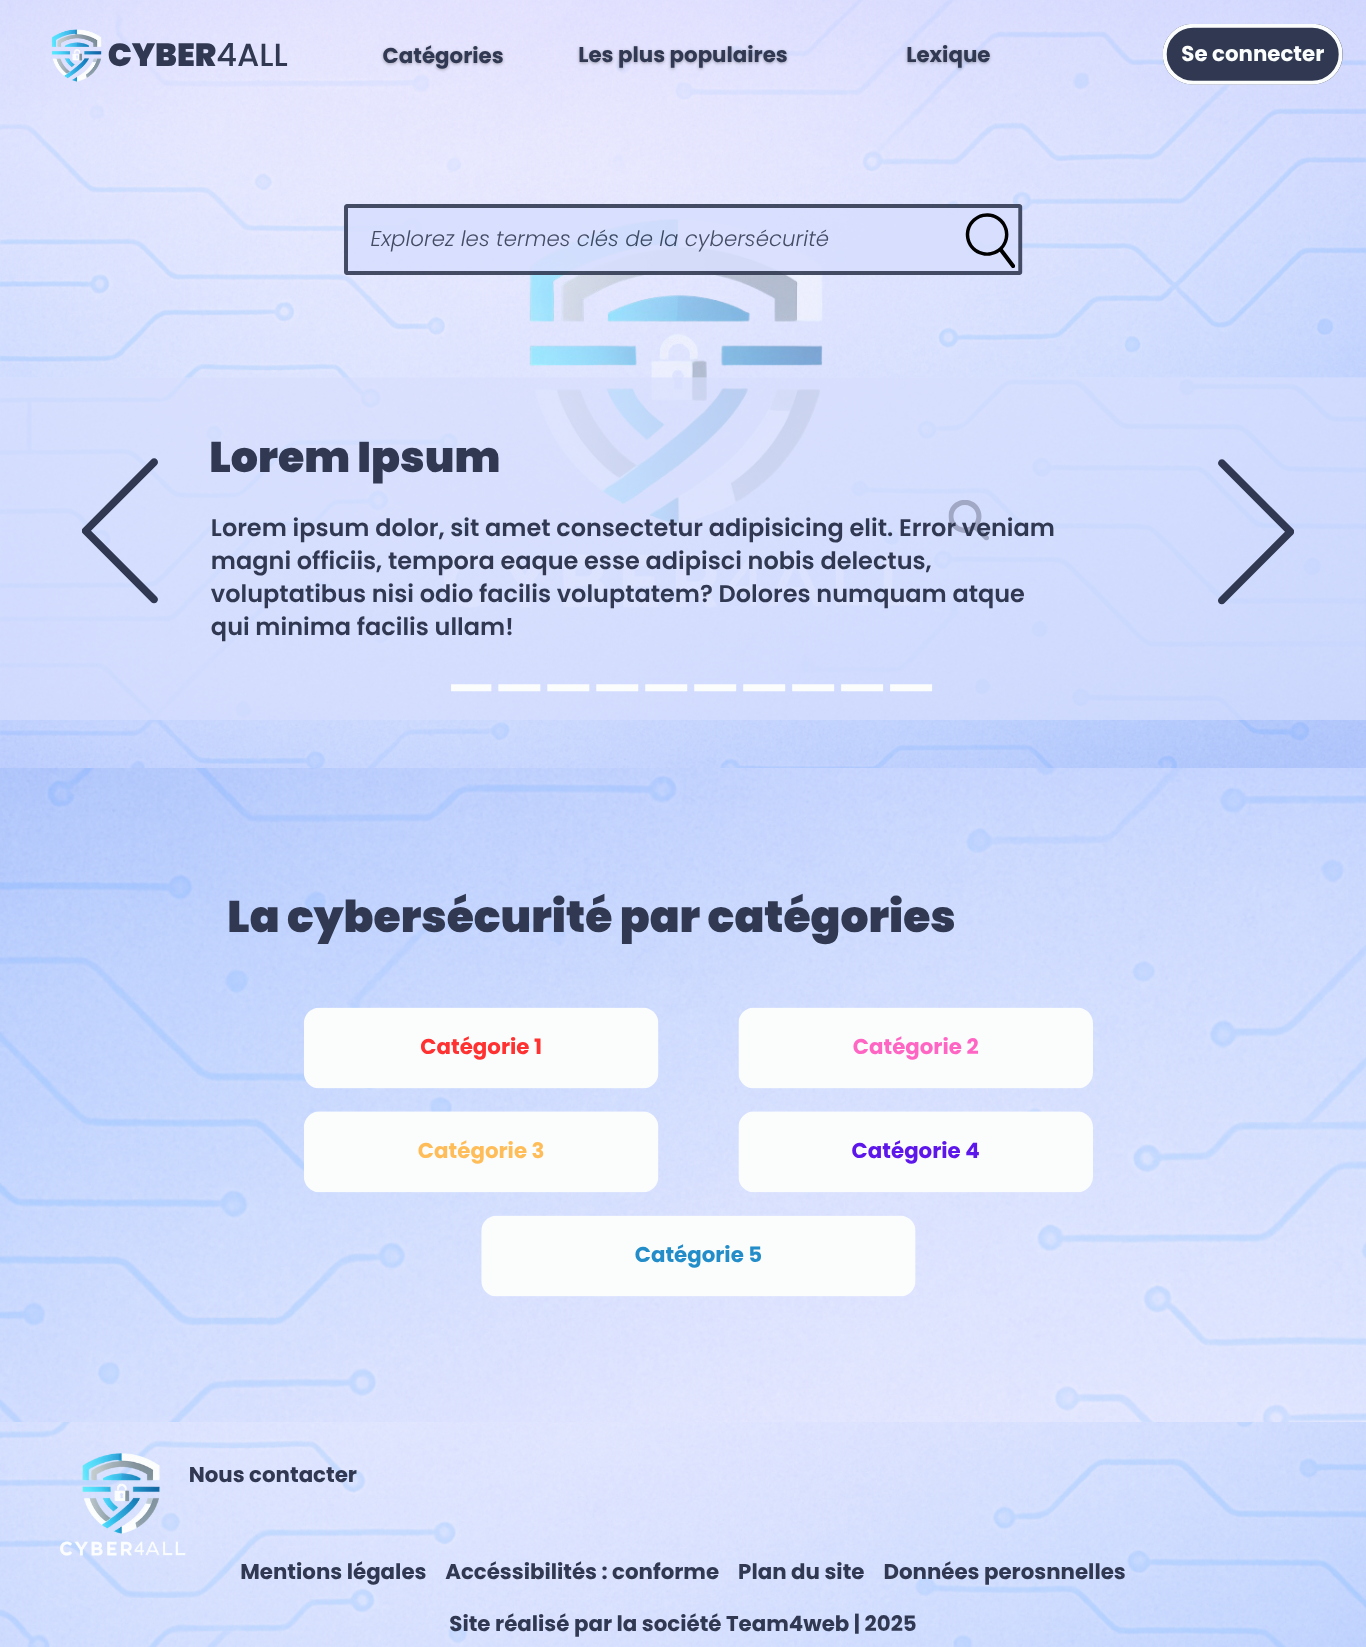 CYBER4ALL
Catégories
Les plus populaires
Lexique
Se connecter
Explorez les termes clés de la cybersécurité
Lorem Ipsum
Lorem ipsum dolor, sit amet consectetur adipisicing elit. Error veniam
magni officiis, tempora eaque esse adipisci nobis delectus,
voluptatibus nisi odio facilis voluptatem? Dolores numquam atque
qui minima facilis ullam!
La cybersécurité par catégories
Catégorie 1
Catégorie 2
Catégorie 3
Catégorie 4
Catégorie 5
Nous contacter
CYBER4ALL
Mentions légales
Accéssibilités : conforme
Plan du site
Données perosnnelles
Site réalisé par la société Team4web | 2025